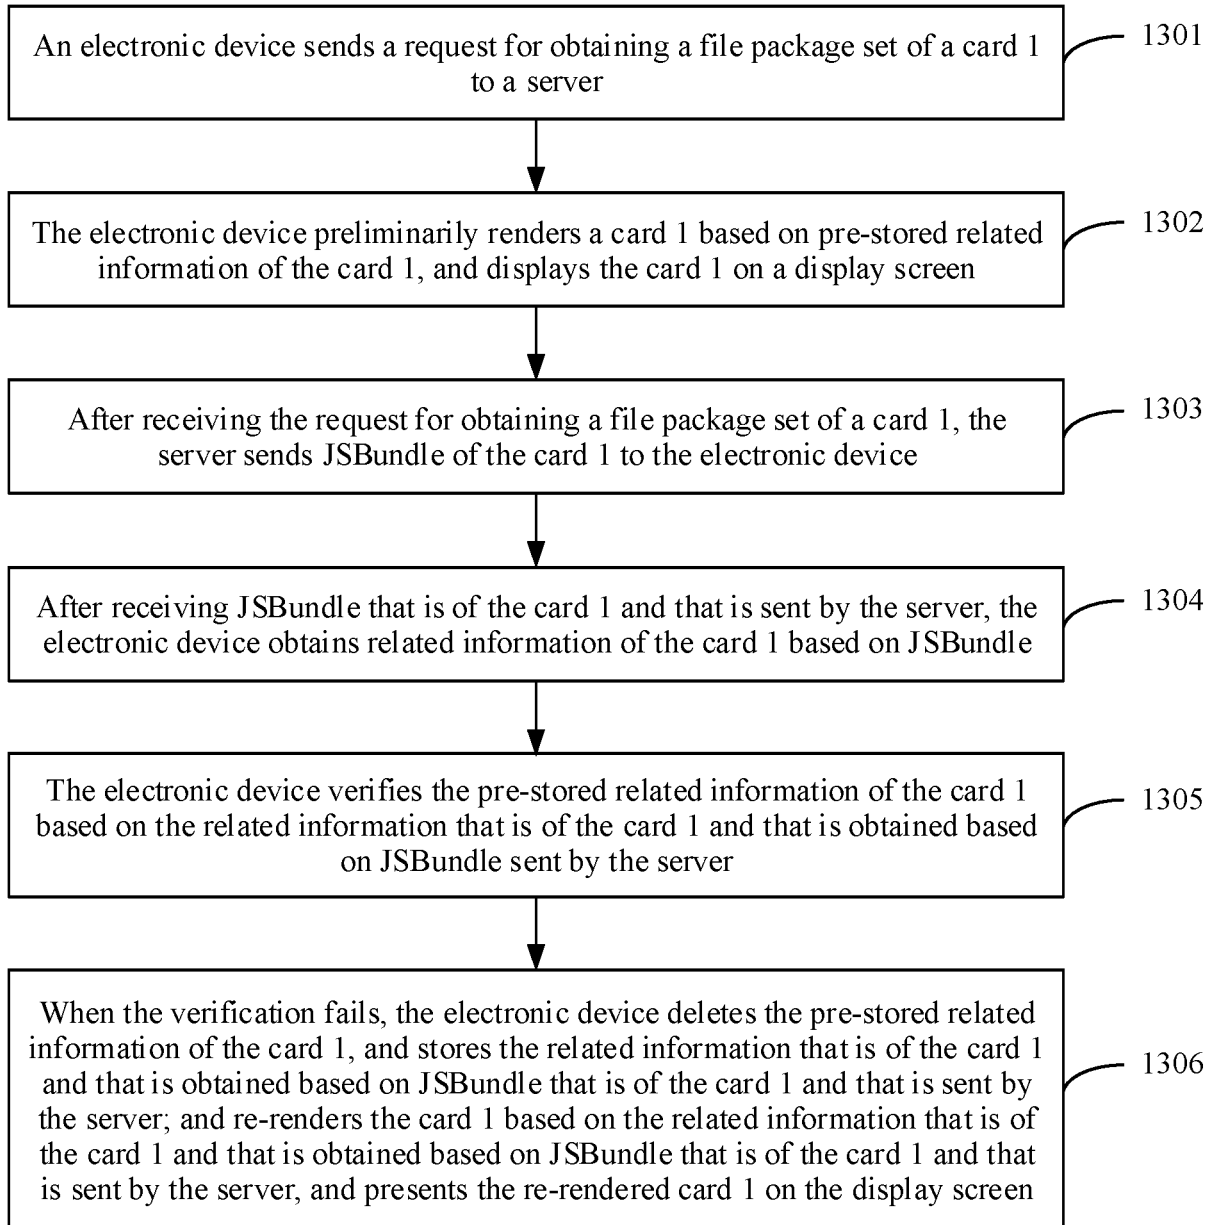 An electronic device sends a request for obtaining a file package set of a card 1
to a server
1301
The electronic device preliminarily renders a card 1 based on pre-stored related
information of the card 1, and displays the card 1 on a display screen
1302
After receiving the request for obtaining a file package set of a card 1, the
server sends JSBundle of the card 1 to the electronic device
1303
After receiving JSBundle that is of the card 1 and that is sent by the server, the
electronic device obtains related information of the card 1 based on JSBundle
1304
The electronic device verifies the pre-stored related information of the card 1
based on the related information that is of the card 1 and that is obtained based
on JSBundle sent by the server
1305
When the verification fails, the electronic device deletes the pre-stored related
information of the card 1, and stores the related information that is of the card 1
and that is obtained based on JSBundle that is of the card 1 and that is sent by
the server; and re-renders the card 1 based on the related information that is of
the card 1 and that is obtained based on JSBundle that is of the card 1 and that
is sent by the server, and presents the re-rendered card 1 on the display screen
1306